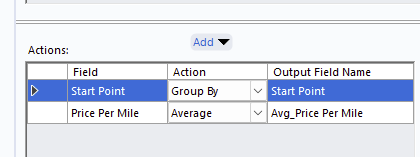 Add
Actions:
Field Action Output Field Name
Start Point Group By Start Point
Price Per Mile Average Avg_Price Per Mile